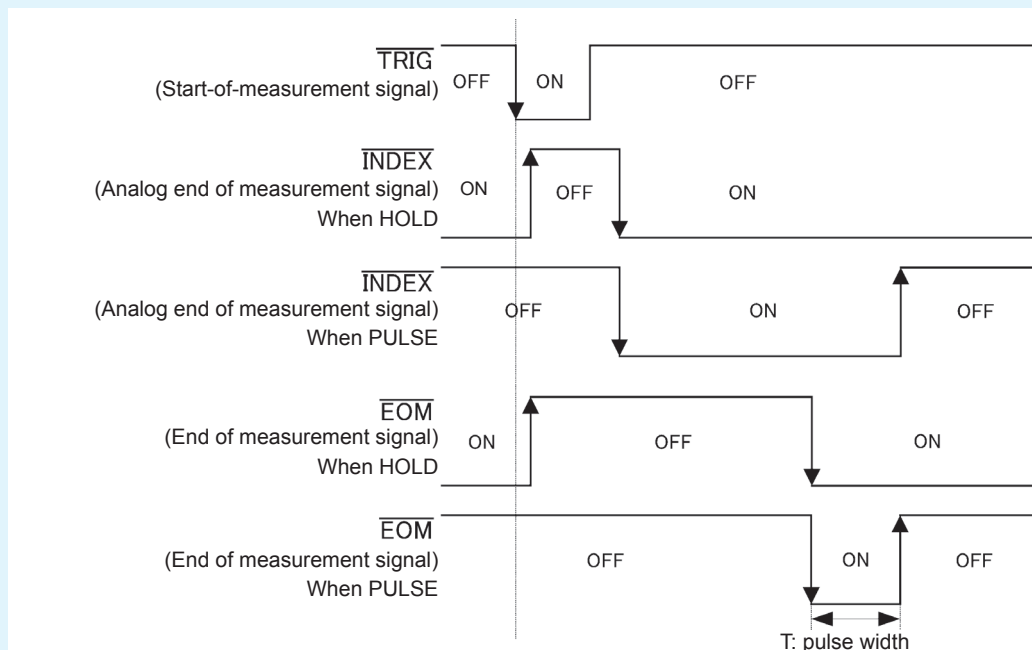 TRIG
(Start-of-measurement signal)
OFF
ON
OFF
INDEX
(Analog end of measurement signal)
When HOLD
ON
OFF
ON
INDEX
(Analog end of measurement signal)
When PULSE
OFF
ON
OFF
EOM
(End of measurement signal)
When HOLD
ON
OFF
ON
EOM
(End of measurement signal)
When PULSE
OFF
ON
OFF
T: pulse width